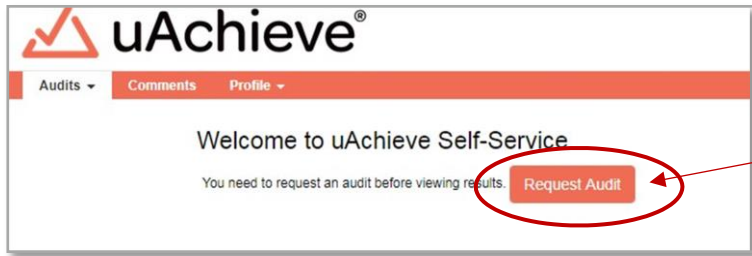 uAchieve®
Audits Comments Profile
Welcome to uAchieve Self-Service
You need to request an audit before viewing results. Request Audit